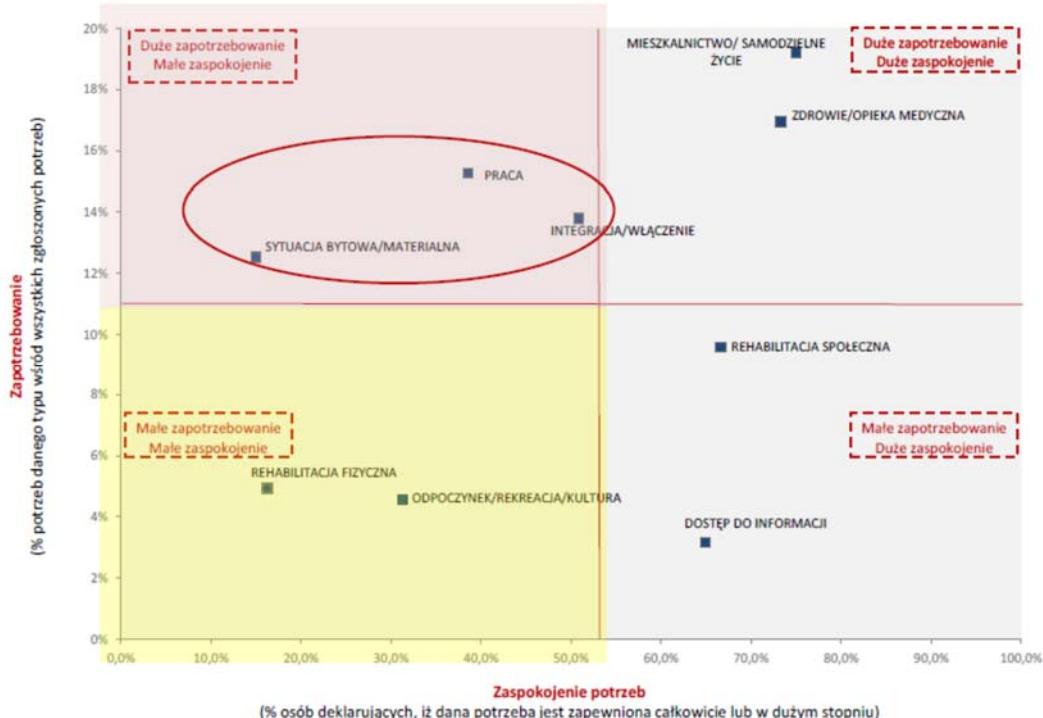 20%
18%
16%
14%
12%
10%
8%
6%
4%
2%
0%
Zapotrzebowanie
(% potrzeb danego typu wśród wszystkich zgłoszonych potrzeb)
Duże zapotrzebowanie
Małe zaspokojenie
MIESZKALNICTWO/ SAMODZIELNE
ŻYCIE
Duże zapotrzebowanie
Duże zaspokojenie
ZDROWIE/OPIEKA MEDYCZNA
PRACA
INTEGRACJA/WŁĄCZENIE
SYTUACJA BYTOWA/MATERIALNA
REHABILITACJA SPOŁECZNA
Małe zapotrzebowanie
Małe zaspokojenie
Małe zapotrzebowanie
Duże zaspokojenie
REHABILITACJA FIZYCZNA
ODPOCZYNEK/REKREACJA/KULTURA
DOSTĘP DO INFORMACJI
0,0% 10,0% 20,0% 30,0% 40,0% 50,0% 60,0% 70,0% 80,0% 90,0% 100,0%
Zaspokojenie potrzeb
(% osób deklarujących, iż dana potrzeba jest zapewniona całkowicie lub w dużym stopniu)